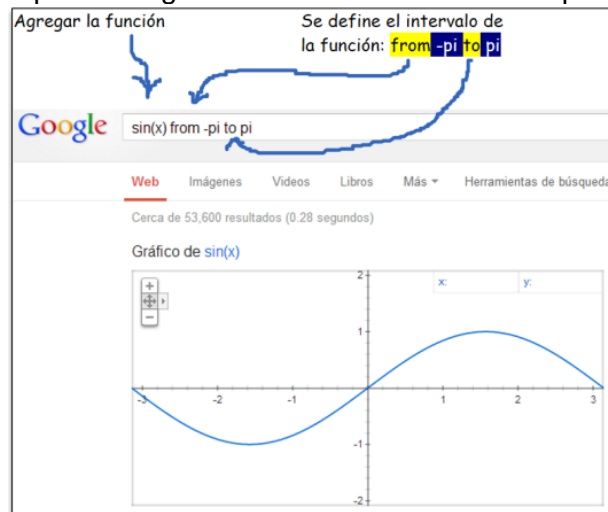 Agregar la función
Se define el intervalo de
la función: from -pi to pi
Google
sin(x) from -pi to pi
Web Imágenes Videos Libros Más Herramientas de búsqueda
Cerca de 53,600 resultados (0.28 segundos)
Gráfico de sin(x)
x: y:
2
1
-3 -2 -1 1 2 3
-1
-2